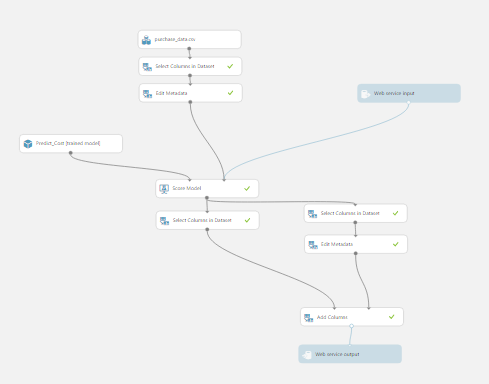 purchase_data.csv
Select Columns in Dataset
Edit Metadata
Web service input
Predict_Cost [trained model]
Score Model
Select Columns in Dataset
Select Columns in Dataset
Edit Metadata
Add Columns
Web service output